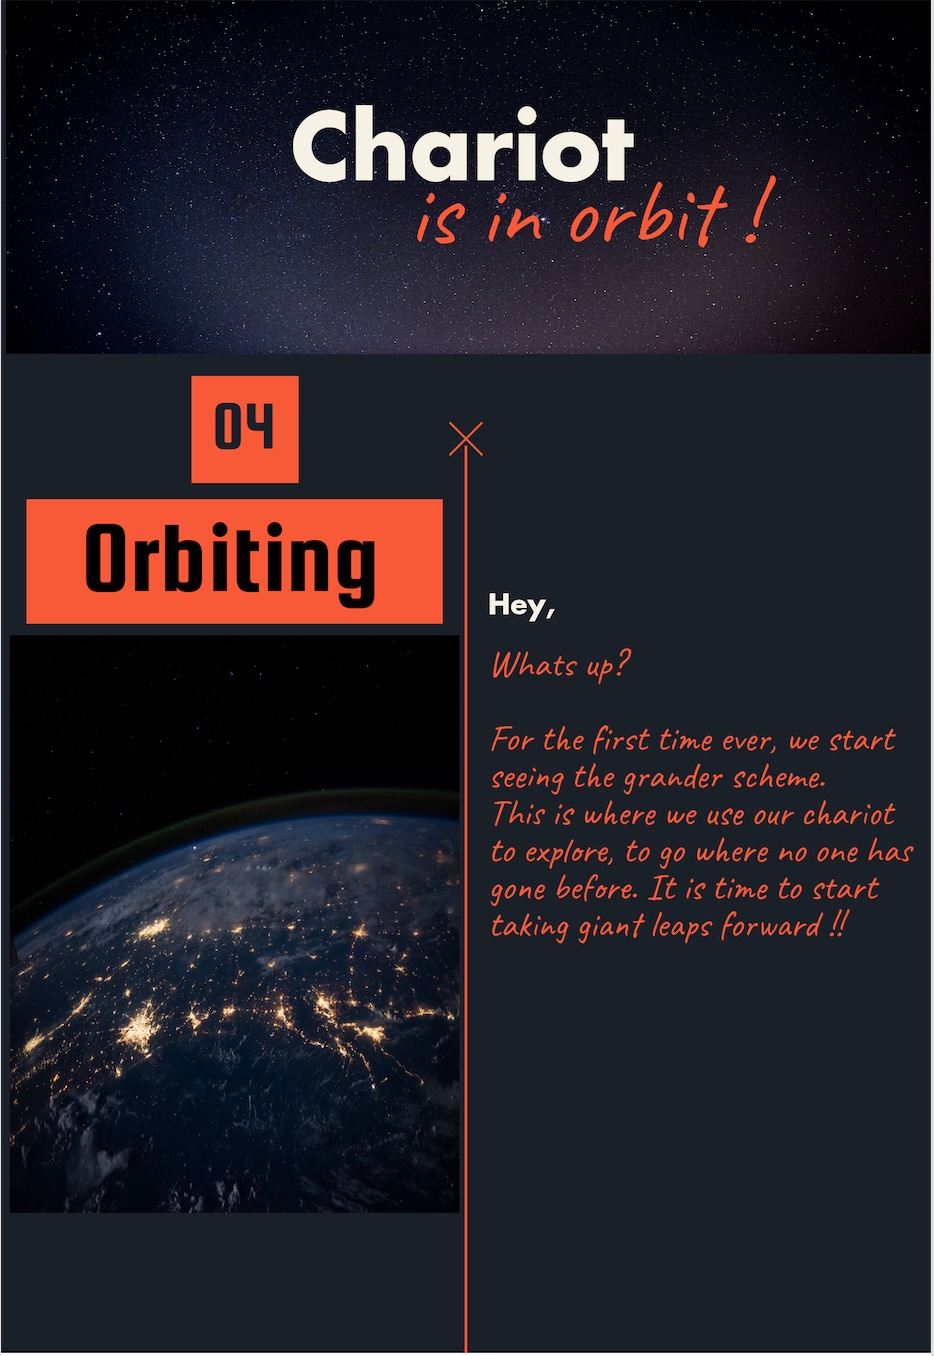 Chariot
is in orbit !
04
Orbiting
Hey,
Whats up?
For the first time ever, we start
seeing the grander scheme.
This is where we use our chariot
to explore, to go where no one has
gone before. It is time to start
taking giant leaps forward !!